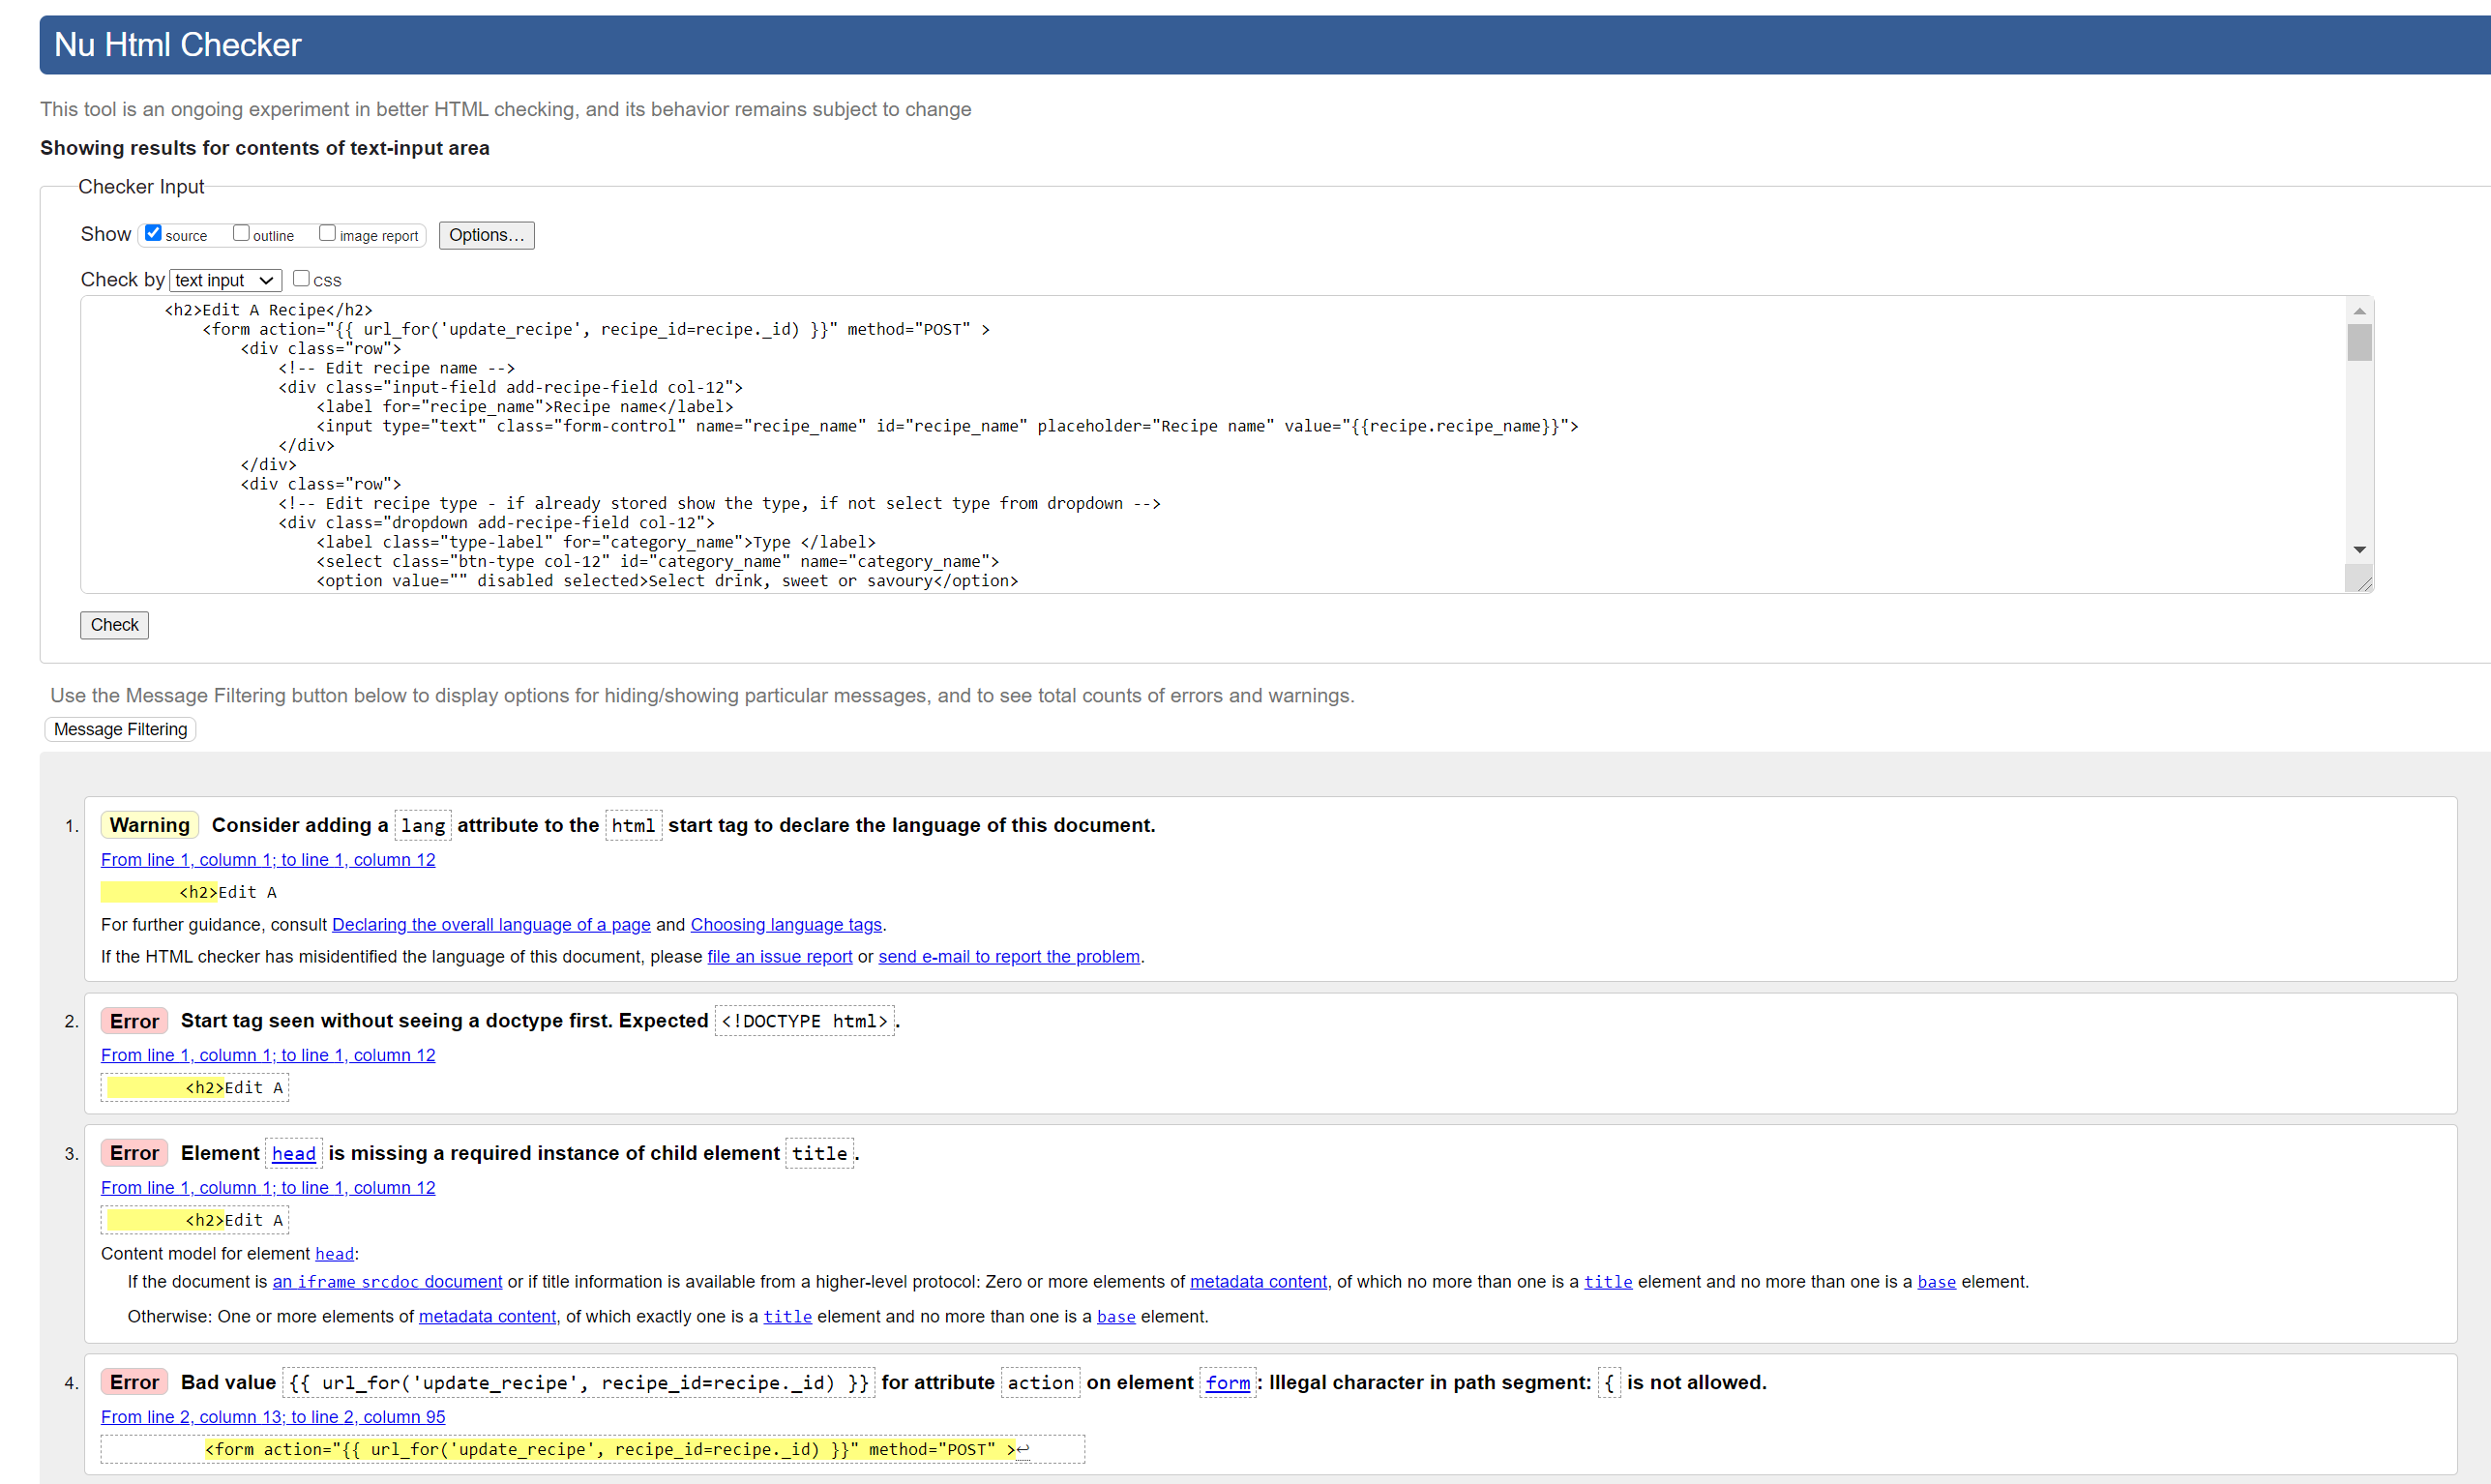 Nu Html Checker
This tool is an ongoing experiment in better HTML checking, and its behavior remains subject to change
Showing results for contents of text-input area
Checker Input
Show source outline image report Options...
Check by text input css
<h2>Edit A Recipe</h2>
<form action="{{ url_for('update_recipe', recipe_id=recipe._id) }}" method="POST" >
<div class="row">
<!-- Edit recipe name -->
<div class="input-field add-recipe-field col-12">
<label for="recipe_name">Recipe name</label>
<input type="text" class="form-control" name="recipe_name" id="recipe_name" placeholder="Recipe name" value="{{recipe.recipe_name}}">
</div>
</div>
<div class="row">
<!-- Edit recipe type - if already stored show the type, if not select type from dropdown -->
<div class="dropdown add-recipe-field col-12">
<label class="type-label" for="category_name">Type </label>
<select class="btn-type col-12" id="category_name" name="category_name">
<option value="" disabled selected>Select drink, sweet or savoury</option>
Check
Use the Message Filtering button below to display options for hiding/showing particular messages, and to see total counts of errors and warnings.
Message Filtering
1. Warning Consider adding a lang attribute to the html start tag to declare the language of this document.
From line 1, column 1; to line 1, column 12
<h2>Edit A
For further guidance, consult Declaring the overall language of a page and Choosing language tags.
If the HTML checker has misidentified the language of this document, please file an issue report or send e-mail to report the problem.
2. Error Start tag seen without seeing a doctype first. Expected <!DOCTYPE html>.
From line 1, column 1; to line 1, column 12
<h2>Edit A
3. Error Element head is missing a required instance of child element title.
From line 1, column 1; to line 1, column 12
<h2>Edit A
Content model for element head:
If the document is an iframe srcdoc document or if title information is available from a higher-level protocol: Zero or more elements of metadata content, of which no more than one is a title element and no more than one is a base element.
Otherwise: One or more elements of metadata content, of which exactly one is a title element and no more than one is a base element.
4. Error Bad value {{ url_for('update_recipe', recipe_id=recipe._id) }} for attribute action on element form: Illegal character in path segment: { is not allowed.
From line 2, column 13; to line 2, column 95
<form action="{{ url_for('update_recipe', recipe_id=recipe._id) }}" method="POST" >↩